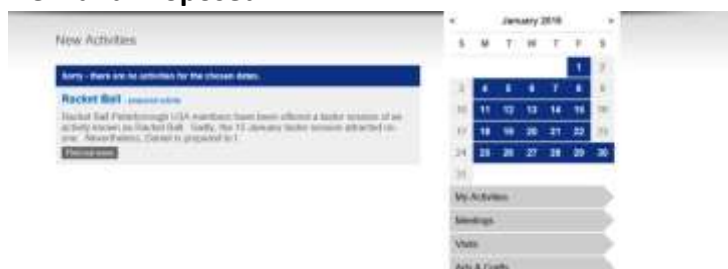 New Activities
Sorry - there are no activities for the chosen dates.
Racket Ball
Racket Ball Peterborough U3A members have been offered a taster session of an
activity known as Racket Ball. Sadly, the 13 January taster session attracted no-
one. Nevertheless, Daniel is prepared to
Find out more
« January 2016 »
S M T W T F S
1 2
3 4 5 6 7 8 9
10 11 12 13 14 15 16
17 18 19 20 21 22 23
24 25 26 27 28 29 30
31
My Activities
Meetings
Visits
Arts & Crafts